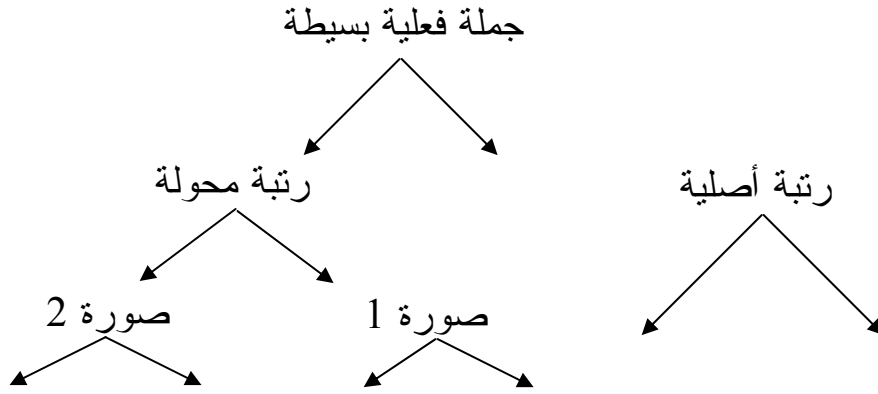 جملة فعلية بسيطة
رتبة أصلية رتبة محولة
صورة 1 صورة 2